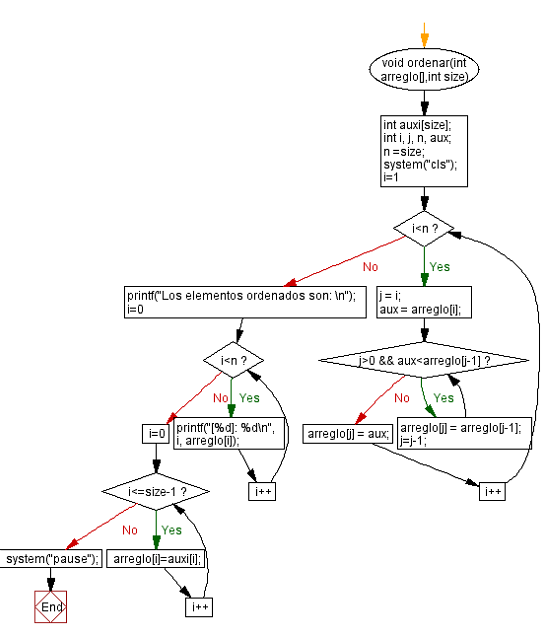 void ordenar(int
arreglo[],int size)
int auxi[size];
int i, j, n, aux;
n =size;
system("cls");
i=1
i<n ?
No
Yes
printf("Los elementos ordenados son: \n");
i=0
j = i;
aux = arreglo[i];
i<n ?
j>0 && aux<arreglo[j-1] ?
No
Yes
No
Yes
i=0
printf("[%d]: %d\n",
i, arreglo[i]);
arreglo[j] = aux;
arreglo[j] = arreglo[j-1];
j=j-1;
i++
i++
i<=size-1 ?
No
Yes
system("pause");
arreglo[i]=auxi[i];
i++
End